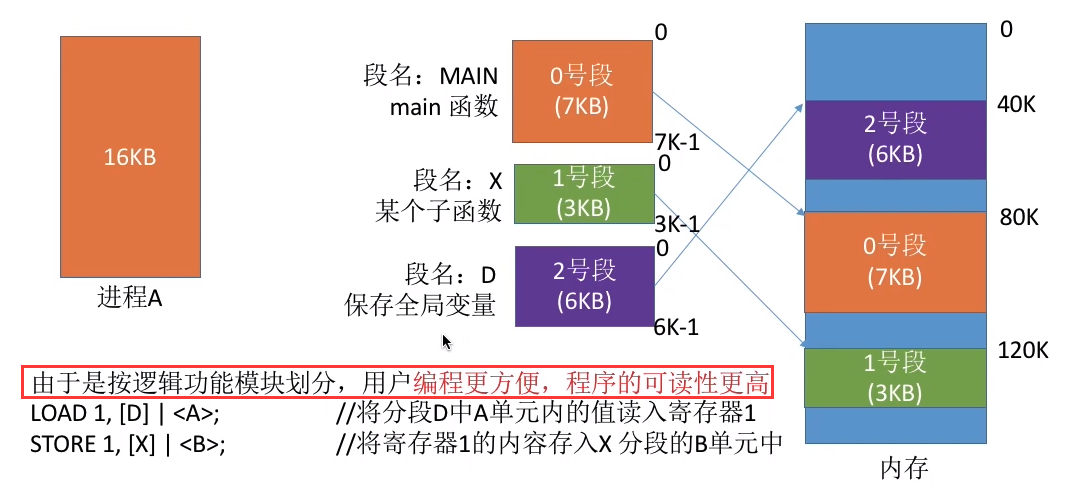 16KB
进程A
段名：MAIN
main 函数
0号段
(7KB)
0
7K-1
段名：X
某个子函数
1号段
(3KB)
0
3K-1
段名：D
保存全局变量
2号段
(6KB)
0
6K-1
0
40K
2号段
(6KB)
80K
0号段
(7KB)
120K
1号段
(3KB)
内存
由于是按逻辑功能模块划分，用户编程更方便，程序的可读性更高
LOAD 1, [D] | <A>; //将分段D中A单元内的值读入寄存器1
STORE 1, [X] | <B>; //将寄存器1的内容存入X 分段的B单元中